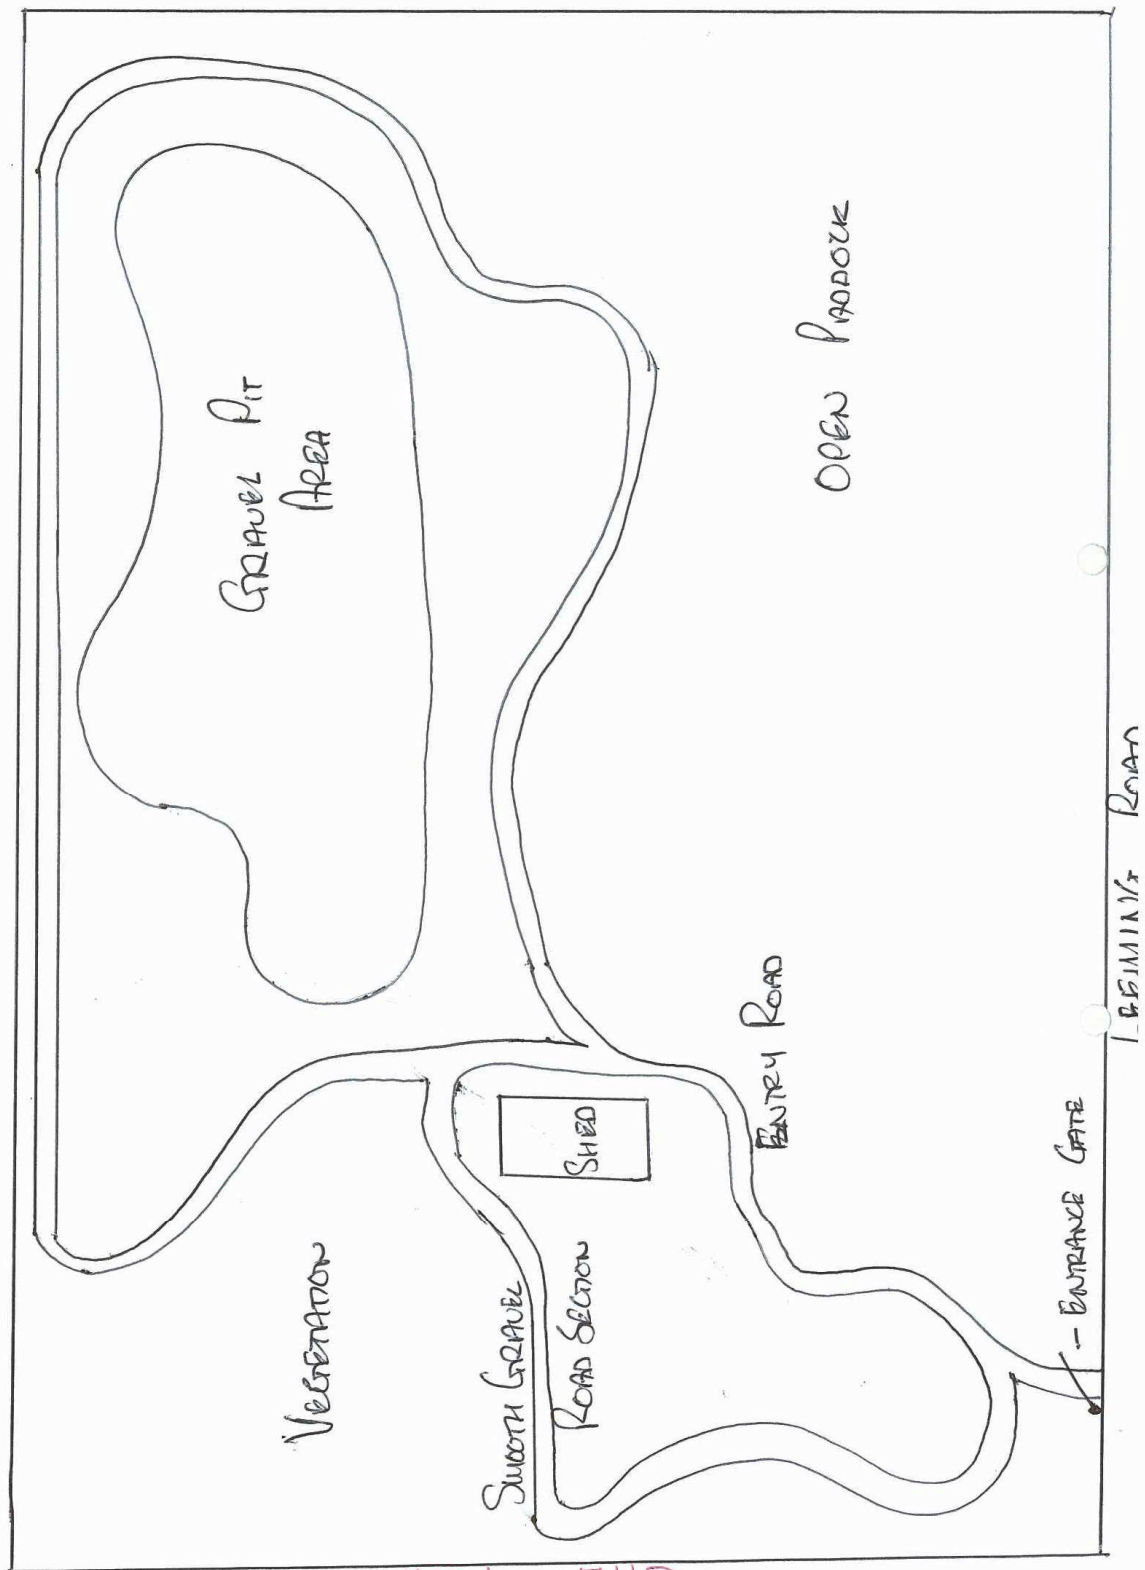 GRAVEL PIT
AREA
OPEN PADDOCK
SHED
ENTRY ROAD
VEGETATION
SMOOTH GRAVEL
ROAD SECTION
- ENTRANCE GATE
ROAD